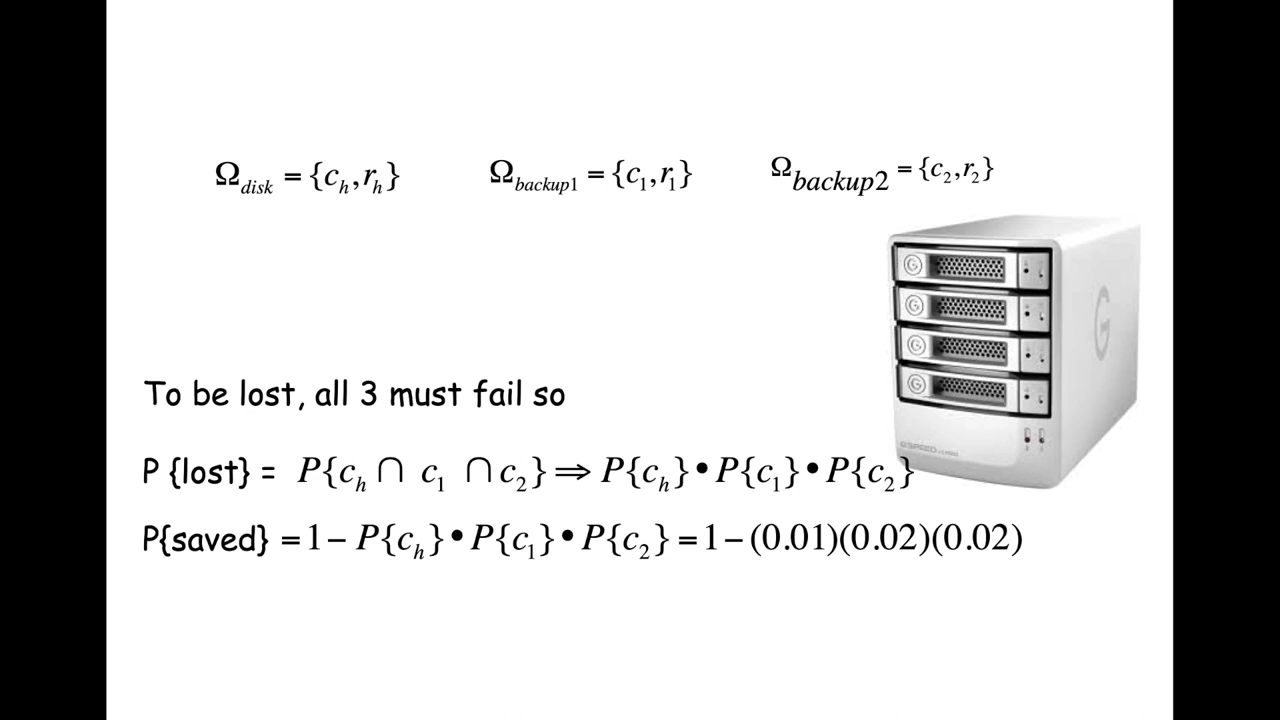 Ω_disk = {c_h, r_h}   Ω_backup1 = {c_1, r_1}   Ω_backup2 = {c_2, r_2}
To be lost, all 3 must fail so
P {lost} = P{c_h ∩ c_1 ∩ c_2} ⇒ P{c_h} • P{c_1} • P{c_2}
P{saved} = 1 − P{c_h} • P{c_1} • P{c_2} = 1 − (0.01)(0.02)(0.02)